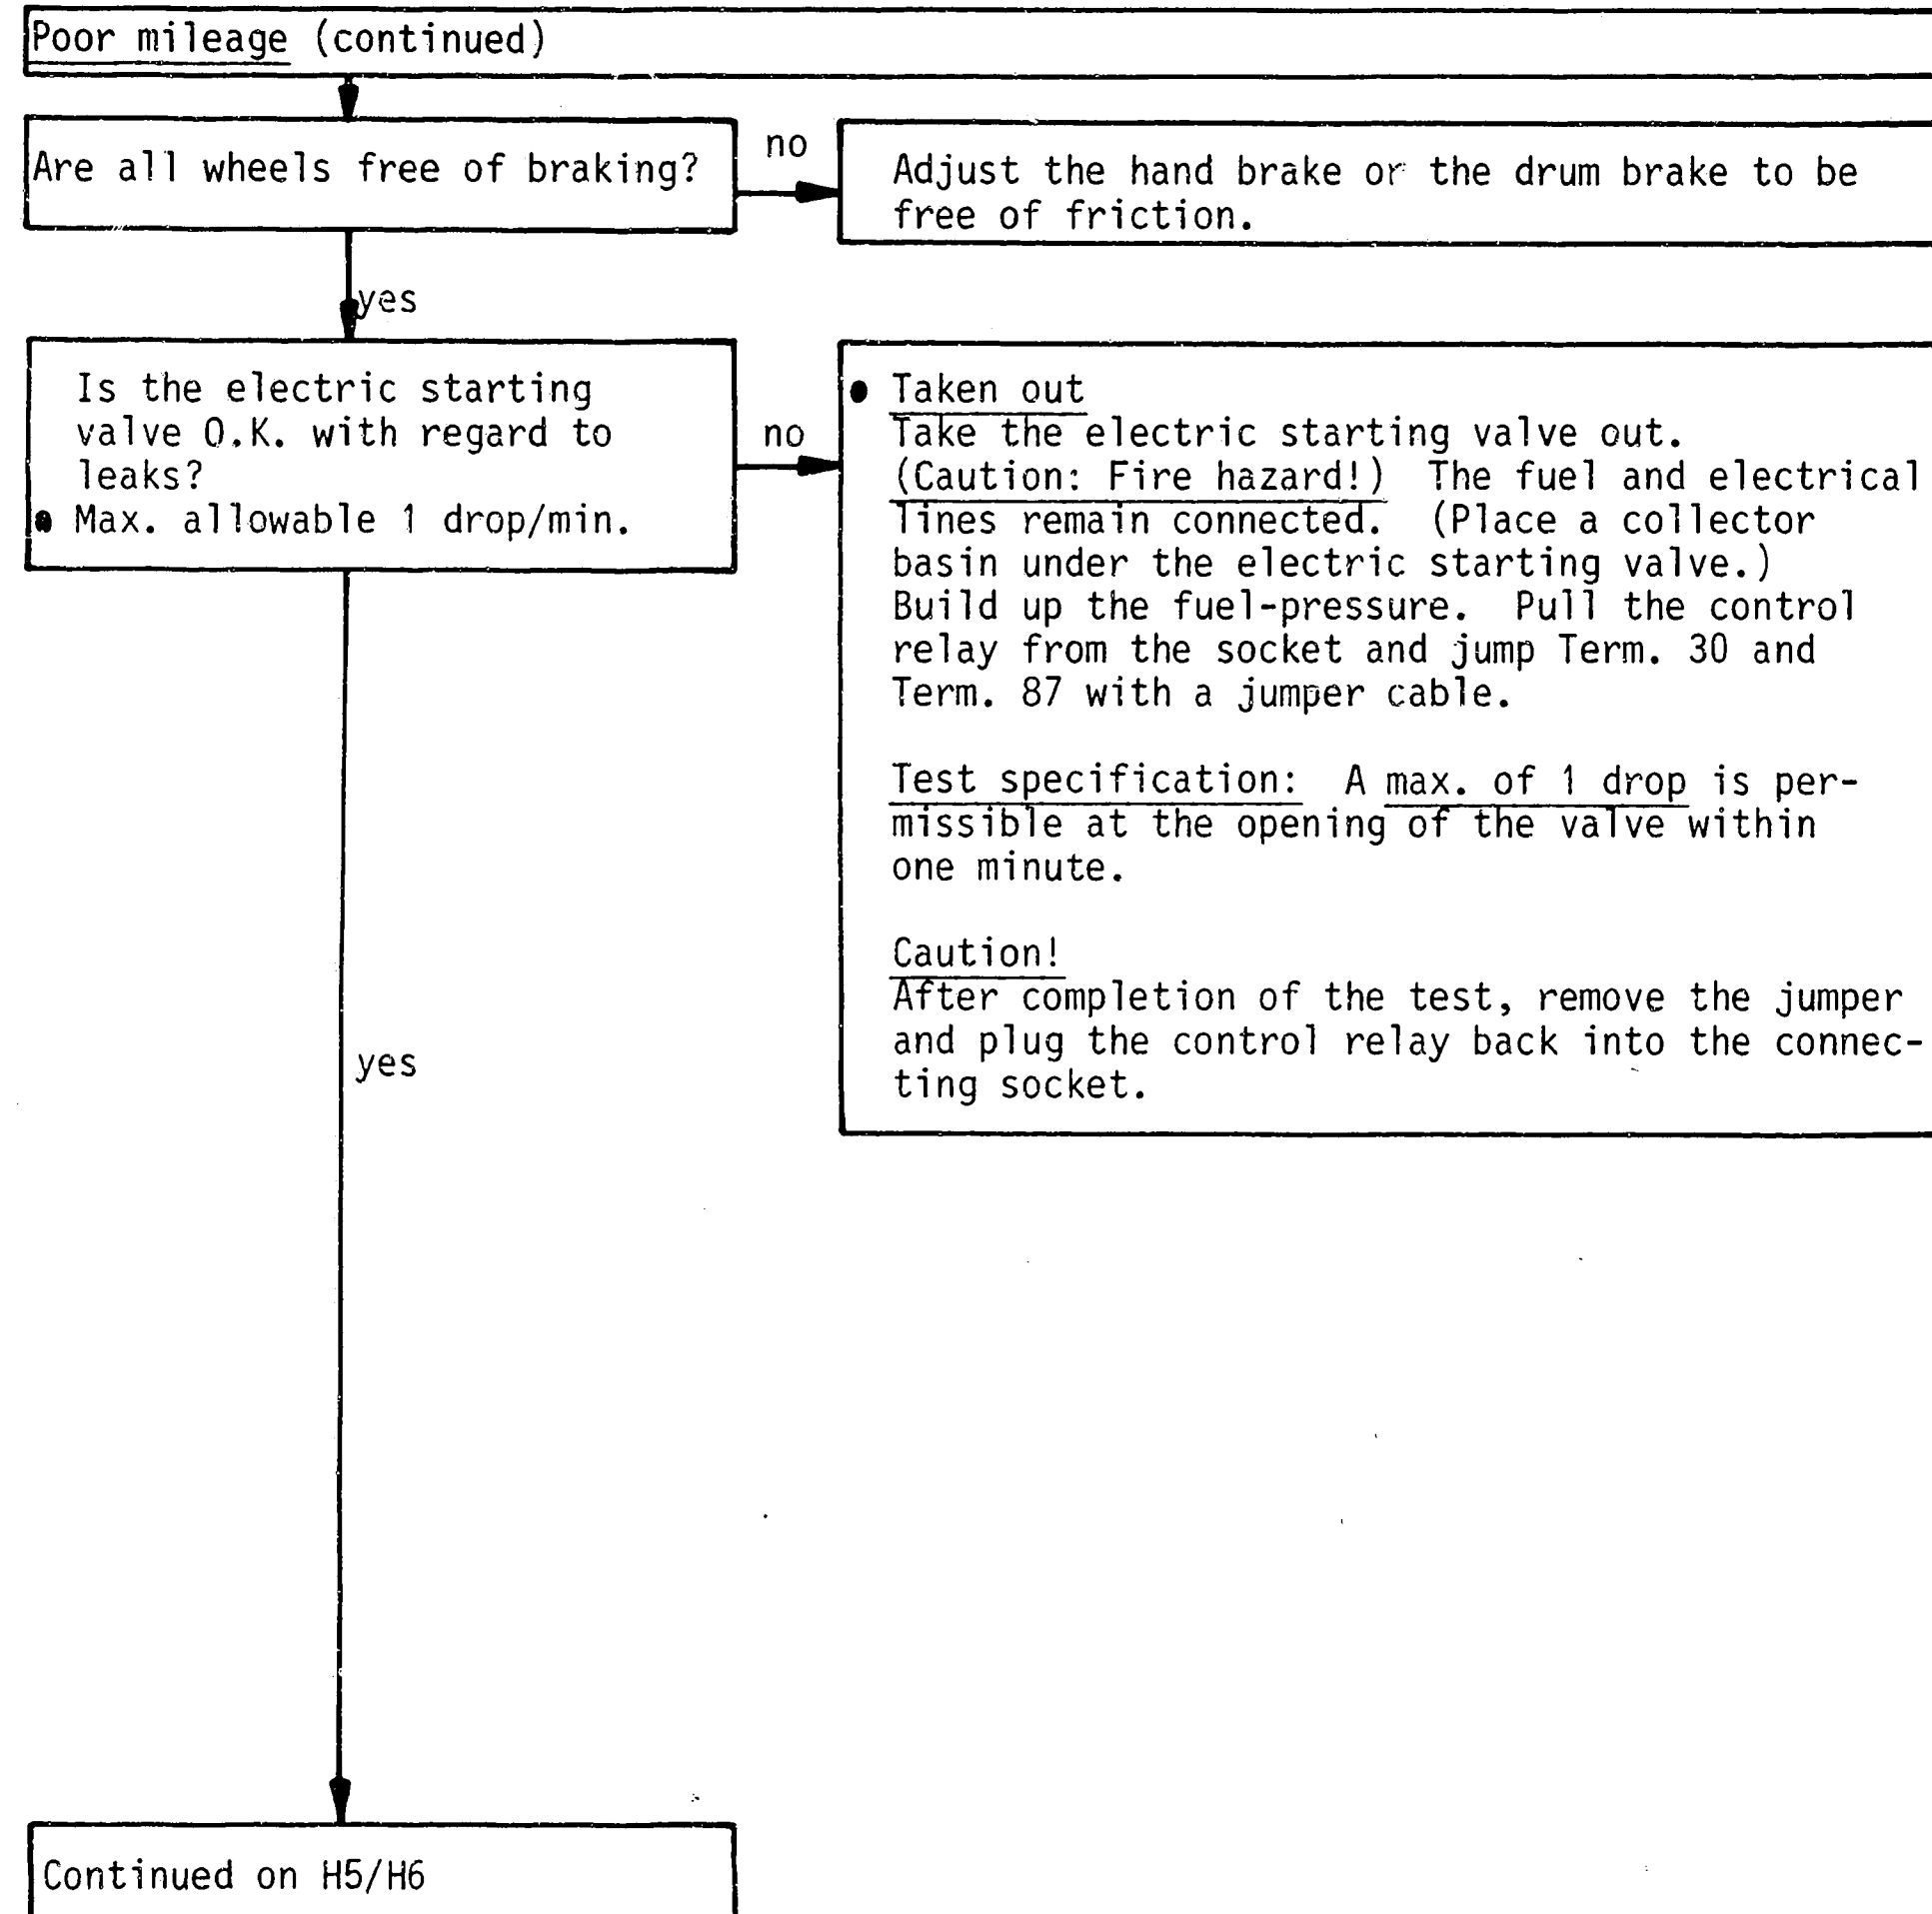 Poor mileage (continued)
Are all wheels free of braking?
no
Adjust the hand brake or the drum brake to be
free of friction.
yes
Is the electric starting
valve O.K. with regard to
leaks?
● Max. allowable 1 drop/min.
no
● Taken out
Take the electric starting valve out.
(Caution: Fire hazard!) The fuel and electrical
lines remain connected. (Place a collector
basin under the electric starting valve.)
Build up the fuel-pressure. Pull the control
relay from the socket and jump Term. 30 and
Term. 87 with a jumper cable.
Test specification: A max. of 1 drop is per-
missible at the opening of the valve within
one minute.
Caution!
After completion of the test, remove the jumper
and plug the control relay back into the connec-
ting socket.
yes
Continued on H5/H6